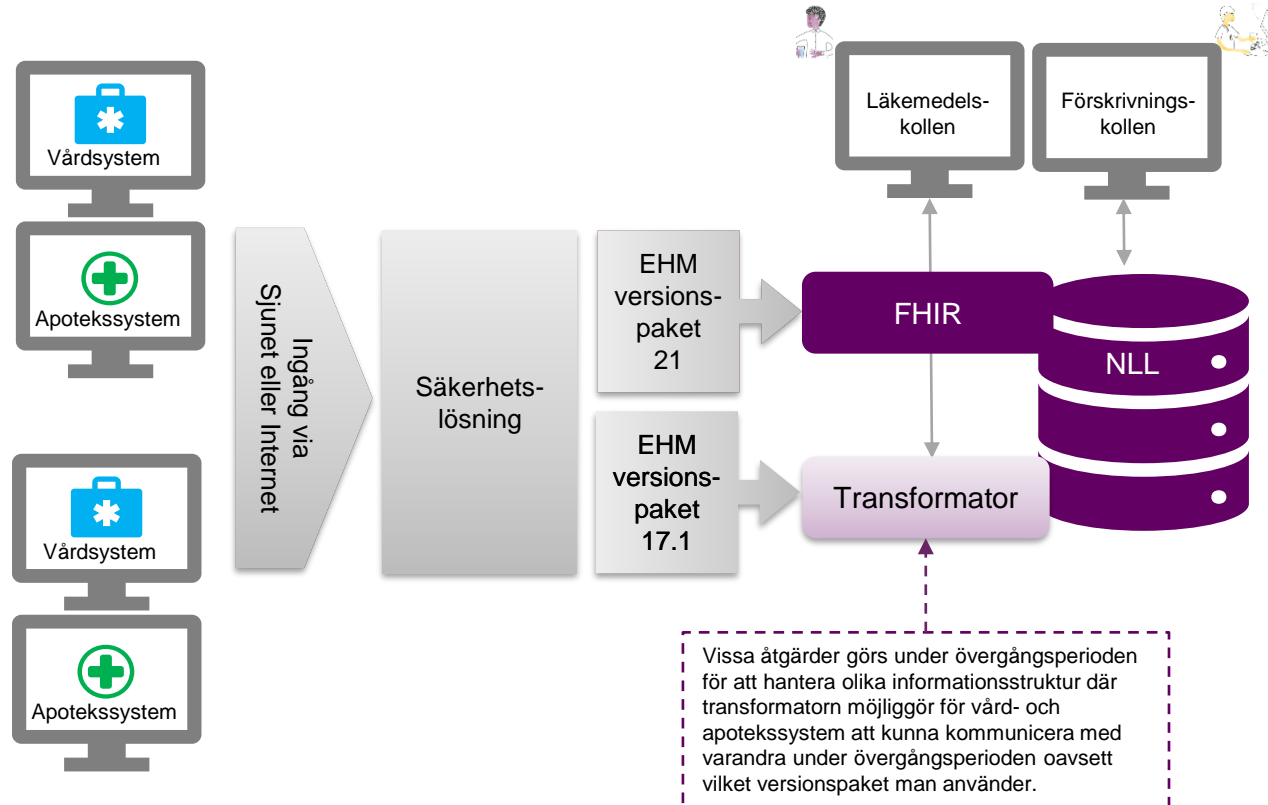 Läkemedels-
kollen
Förskrivnings-
kollen
Vårdsystem
Apotekssystem
Vårdsystem
Apotekssystem
Ingång via
Sjunet eller Internet
Säkerhets-
lösning
EHM
versions-
paket
21
EHM
versions-
paket
17.1
FHIR
NLL
Transformator
Vissa åtgärder görs under övergångsperioden
för att hantera olika informationsstruktur där
transformatorn möjliggör för vård- och
apotekssystem att kunna kommunicera med
varandra under övergångsperioden oavsett
vilket versionspaket man använder.